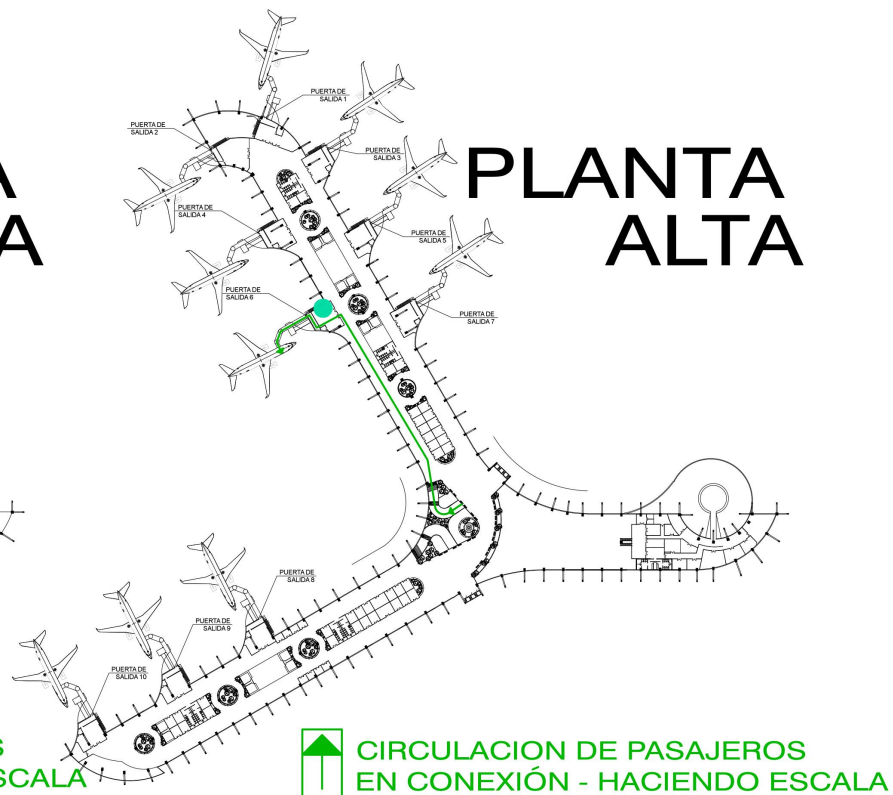 PUERTA DE
SALIDA 1
PUERTA DE
SALIDA 2
PUERTA DE
SALIDA 3
PLANTA
ALTA
A
A
PUERTA DE
SALIDA 4
PUERTA DE
SALIDA 5
PUERTA DE
SALIDA 6
PUERTA DE
SALIDA 7
PUERTA DE
SALIDA 8
PUERTA DE
SALIDA 9
PUERTA DE
SALIDA 10
S
SCALA
CIRCULACION DE PASAJEROS
EN CONEXIÓN - HACIENDO ESCALA